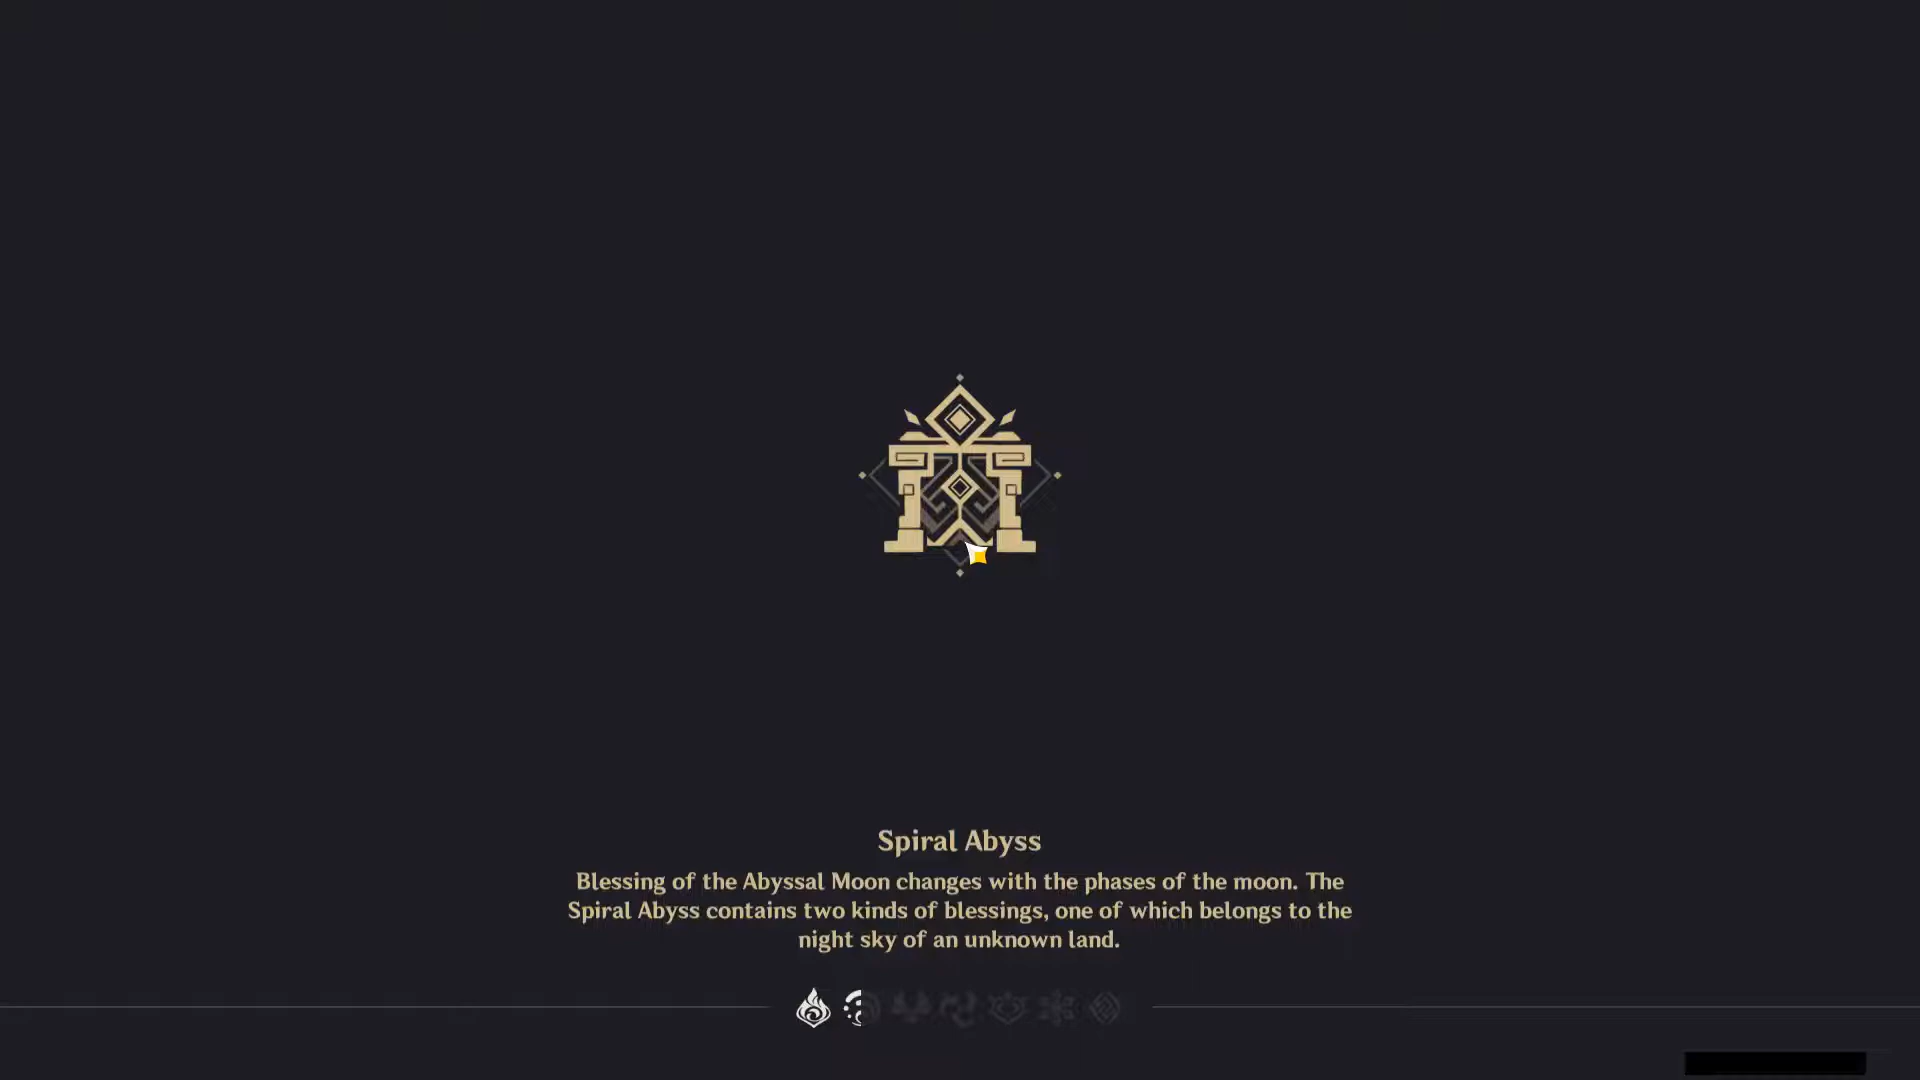 Spiral Abyss
Blessing of the Abyssal Moon changes with the phases of the moon. The
Spiral Abyss contains two kinds of blessings, one of which belongs to the
night sky of an unknown land.